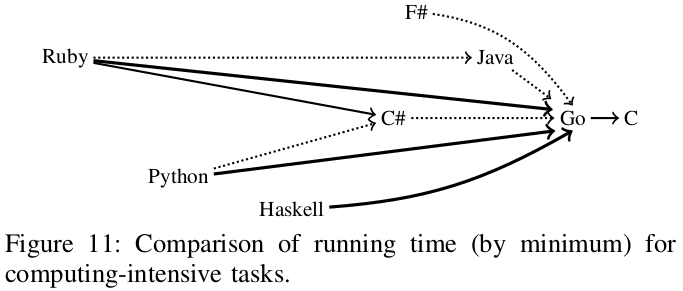 F#
Ruby
Java
C#
Go
C
Python
Haskell
Figure 11: Comparison of running time (by minimum) for
computing-intensive tasks.